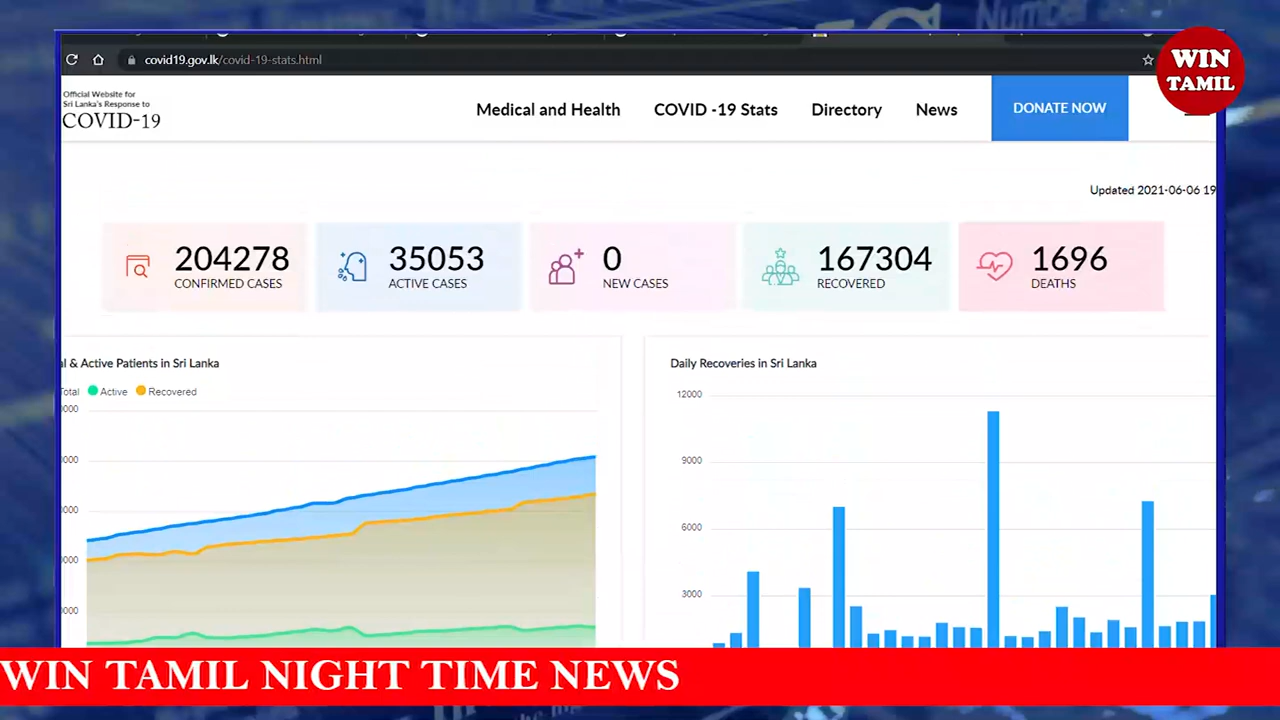 WIN
TAMIL
covid19.gov.lk/covid-19-stats.html
Official Website for
Sri Lanka's Response to
COVID-19
Medical and Health
COVID -19 Stats
Directory
News
DONATE NOW
Updated 2021-06-06 19
204278
CONFIRMED CASES
35053
ACTIVE CASES
0
NEW CASES
167304
RECOVERED
1696
DEATHS
& Active Patients in Sri Lanka
Total
Active
Recovered
Daily Recoveries in Sri Lanka
12000
9000
6000
3000
WIN TAMIL NIGHT TIME NEWS